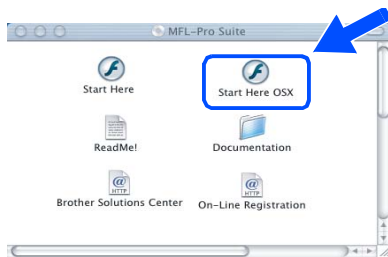 MFL-Pro Suite
Start Here
Start Here OSX
ReadMe!
Documentation
HTTP
HTTP
Brother Solutions Center
On-Line Registration